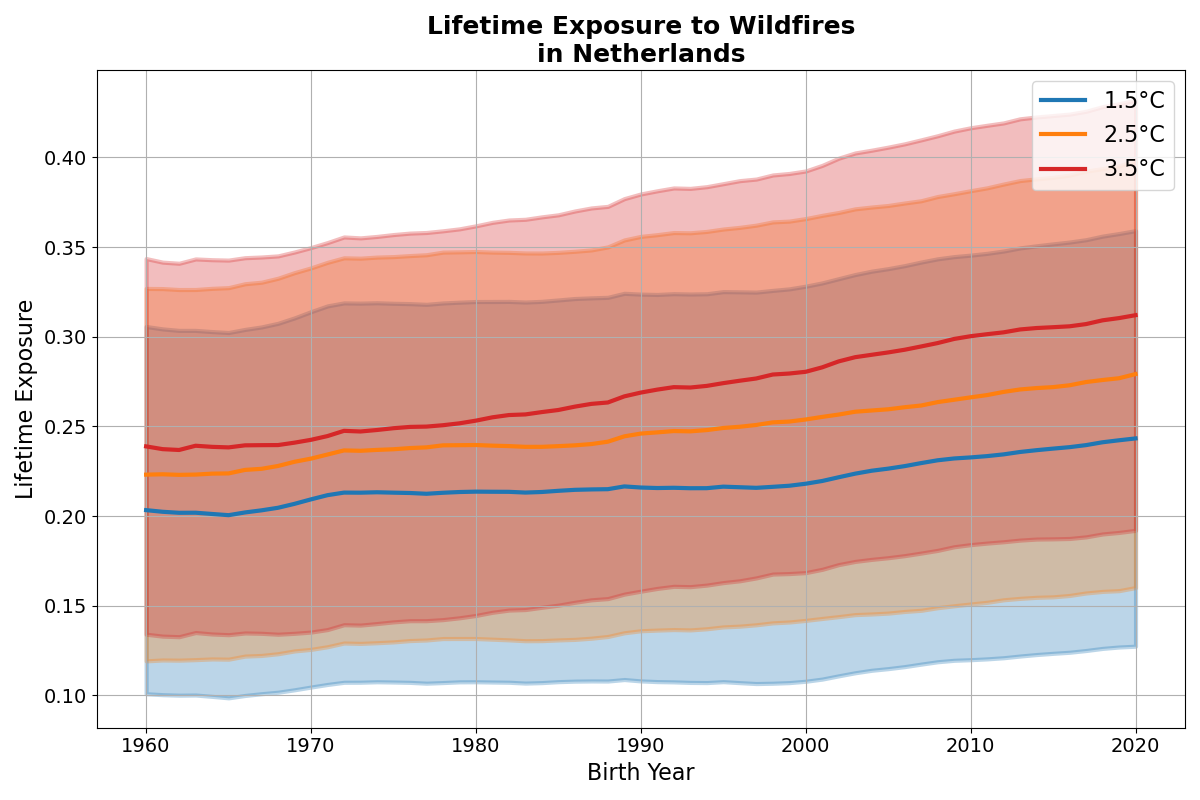 Lifetime Exposure to Wildfires
in Netherlands
1.5°C
2.5°C
3.5°C
Lifetime Exposure
0.40
0.35
0.30
0.25
0.20
0.15
0.10
1960 1970 1980 1990 2000 2010 2020
Birth Year